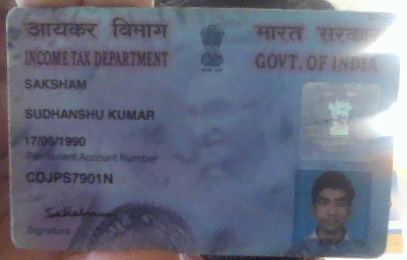 आयकर विभाग
भारत सरकार
INCOME TAX DEPARTMENT
GOVT. OF INDIA
SAKSHAM
SUDHANSHU KUMAR
17/06/1990
Permanent Account Number
CDJPS7901N
Saksham
Signature